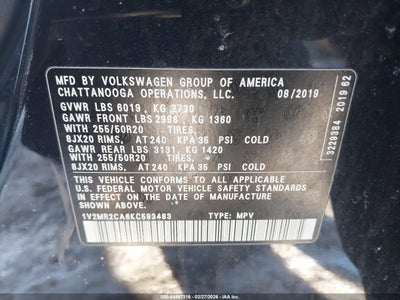 MFD BY VOLKSWAGEN GROUP OF AMERICA
CHATTANOOGA OPERATIONS, LLC. 08/2019
GVWR LBS 6019 , KG 2730
GAWR FRONT LBS 2998 , KG 1360
WITH 255/50R20 TIRES,
8JX20 RIMS, AT 240 KPA 35 PSI COLD
GAWR REAR LBS 3131, KG 1420
WITH 255/50R20 TIRES,
8JX20 RIMS, AT 240 KPA 35 PSI COLD
THIS VEHICLE CONFORMS TO ALL APPLICABLE
U.S. FEDERAL MOTOR VEHICLE SAFETY STANDARDS
IN EFFECT ON THE DATE OF MANUFACTURE
SHOWN ABOVE.
1V2MR2CA8KC593483 TYPE: MPV
3229384 2019 62
02/27/2026